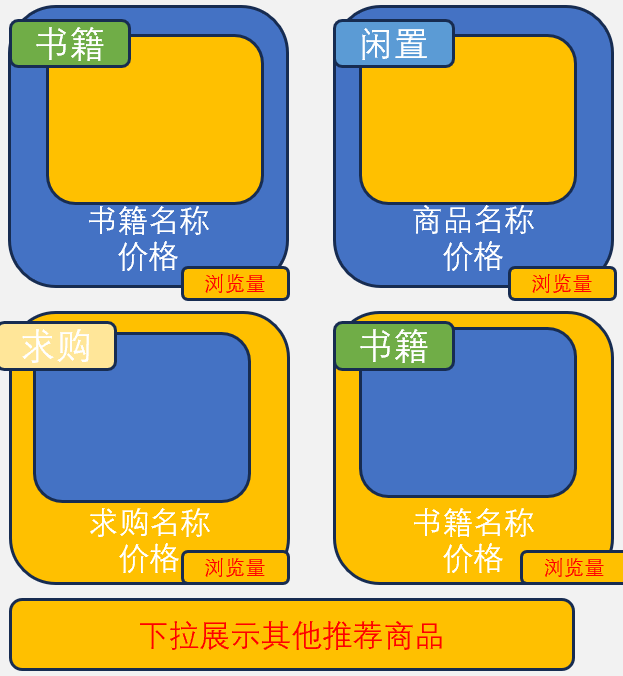 书籍
闲置
书籍名称
价格
浏览量
商品名称
价格
浏览量
求购
书籍
求购名称
价格
浏览量
书籍名称
价格
浏览量
下拉展示其他推荐商品